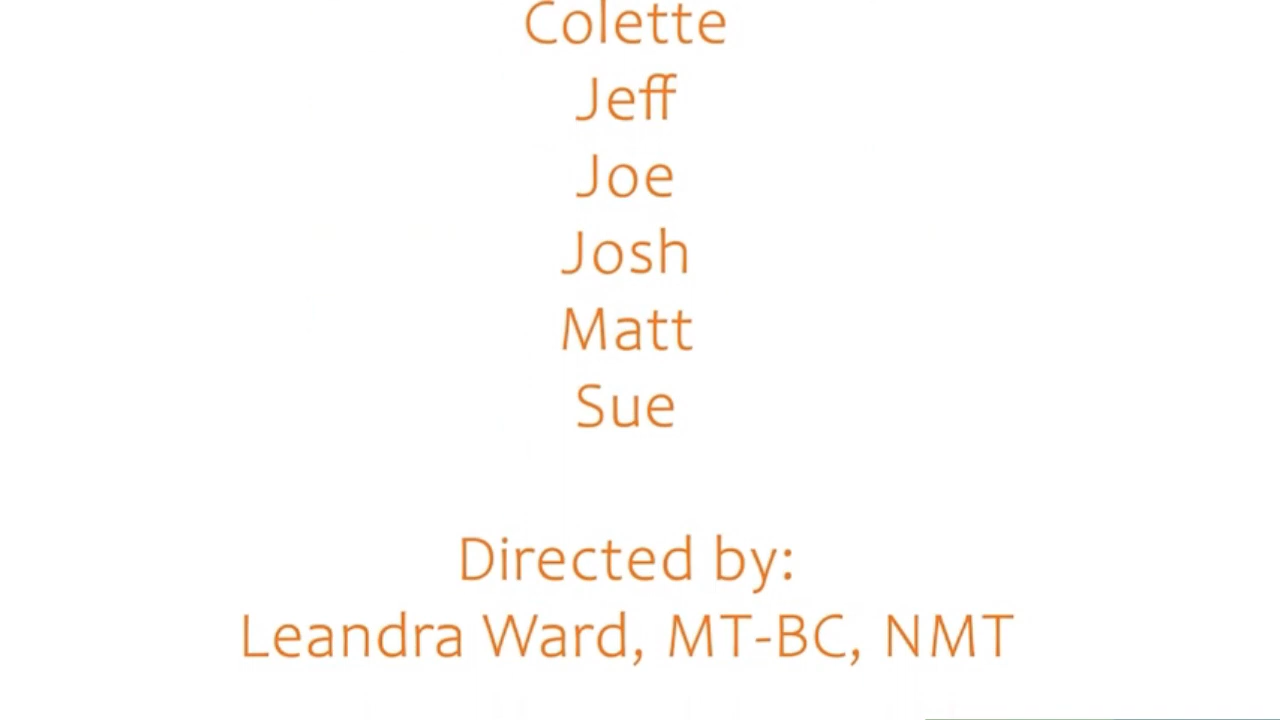 Colette
Jeff
Joe
Josh
Matt
Sue
Directed by:
Leandra Ward, MT-BC, NMT